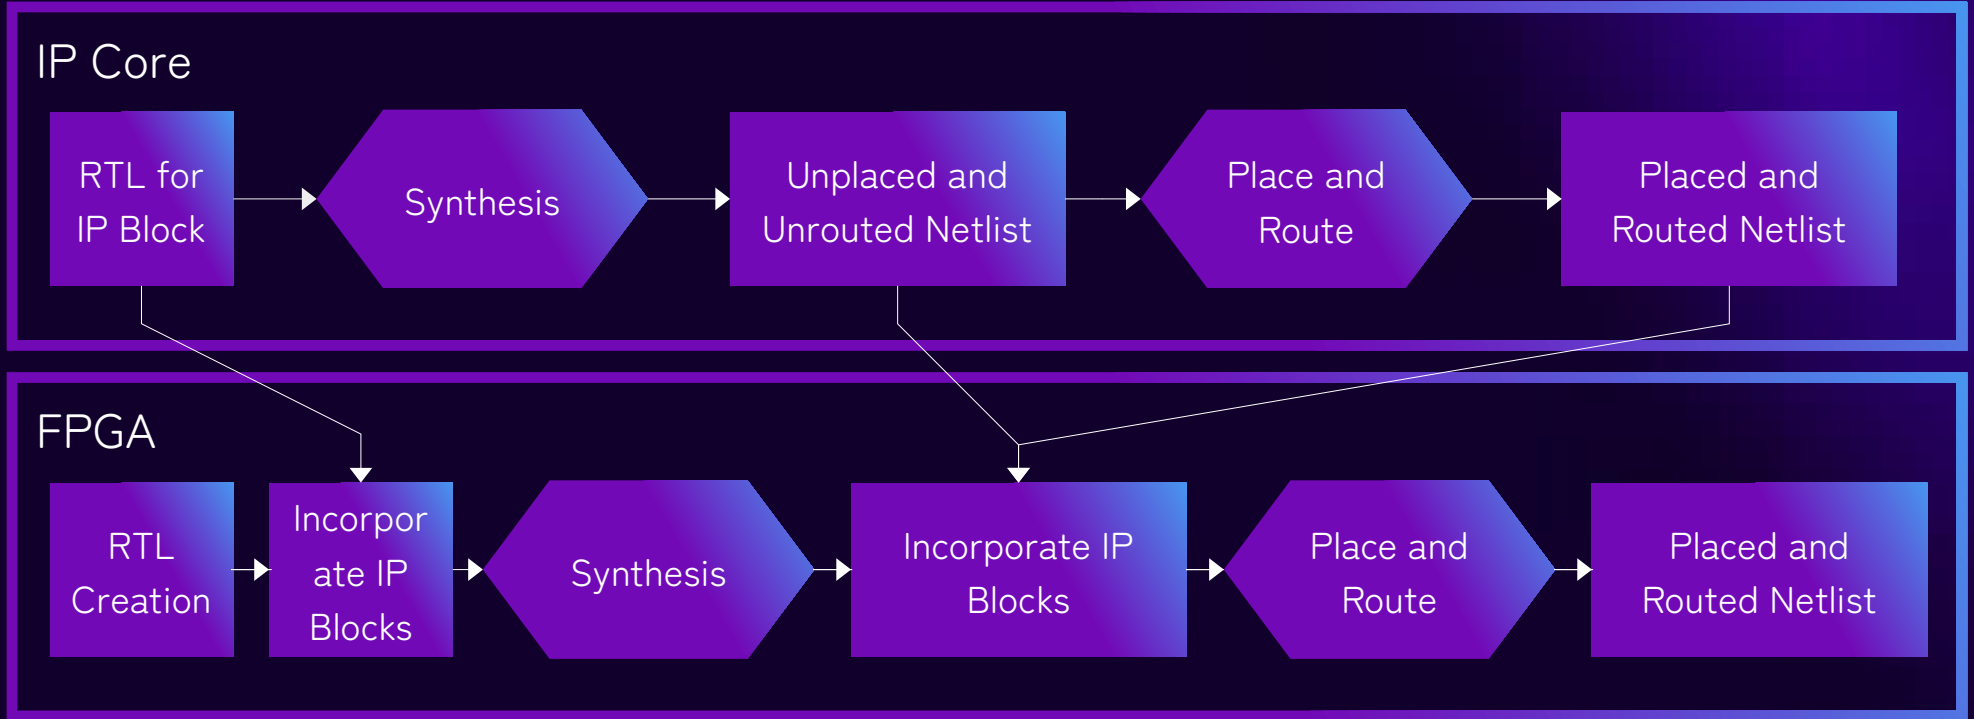 IP Core
RTL for
IP Block
Synthesis
Unplaced and
Unrouted Netlist
Place and
Route
Placed and
Routed Netlist
FPGA
RTL
Creation
Incorpor
ate IP
Blocks
Synthesis
Incorporate IP
Blocks
Place and
Route
Placed and
Routed Netlist